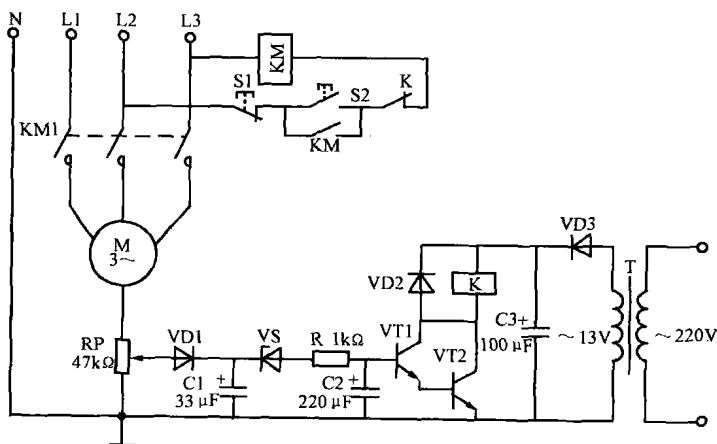 N L1 L2 L3
KM
S1 S2 K
KM1
KM
M
3~
VD3
VD2
T
K
RP
47kΩ
VD1 VS R 1kΩ
VT1
C3+
100 μF
~13V
~220V
VT2
C1 +
33 μF
C2 +
220 μF